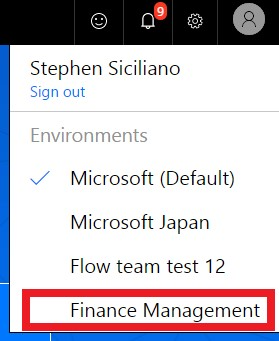 9
Stephen Siciliano
Sign out
Environments
Microsoft (Default)
Microsoft Japan
Flow team test 12
Finance Management